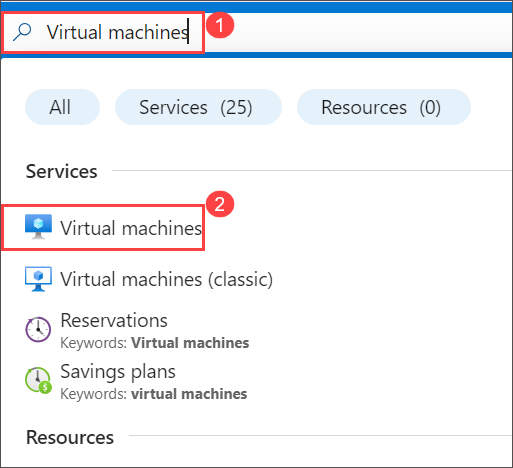 Virtual machines 1
All Services (25) Resources (0)
Services
2
Virtual machines
Virtual machines (classic)
Reservations
Keywords: Virtual machines
Savings plans
Keywords: virtual machines
Resources